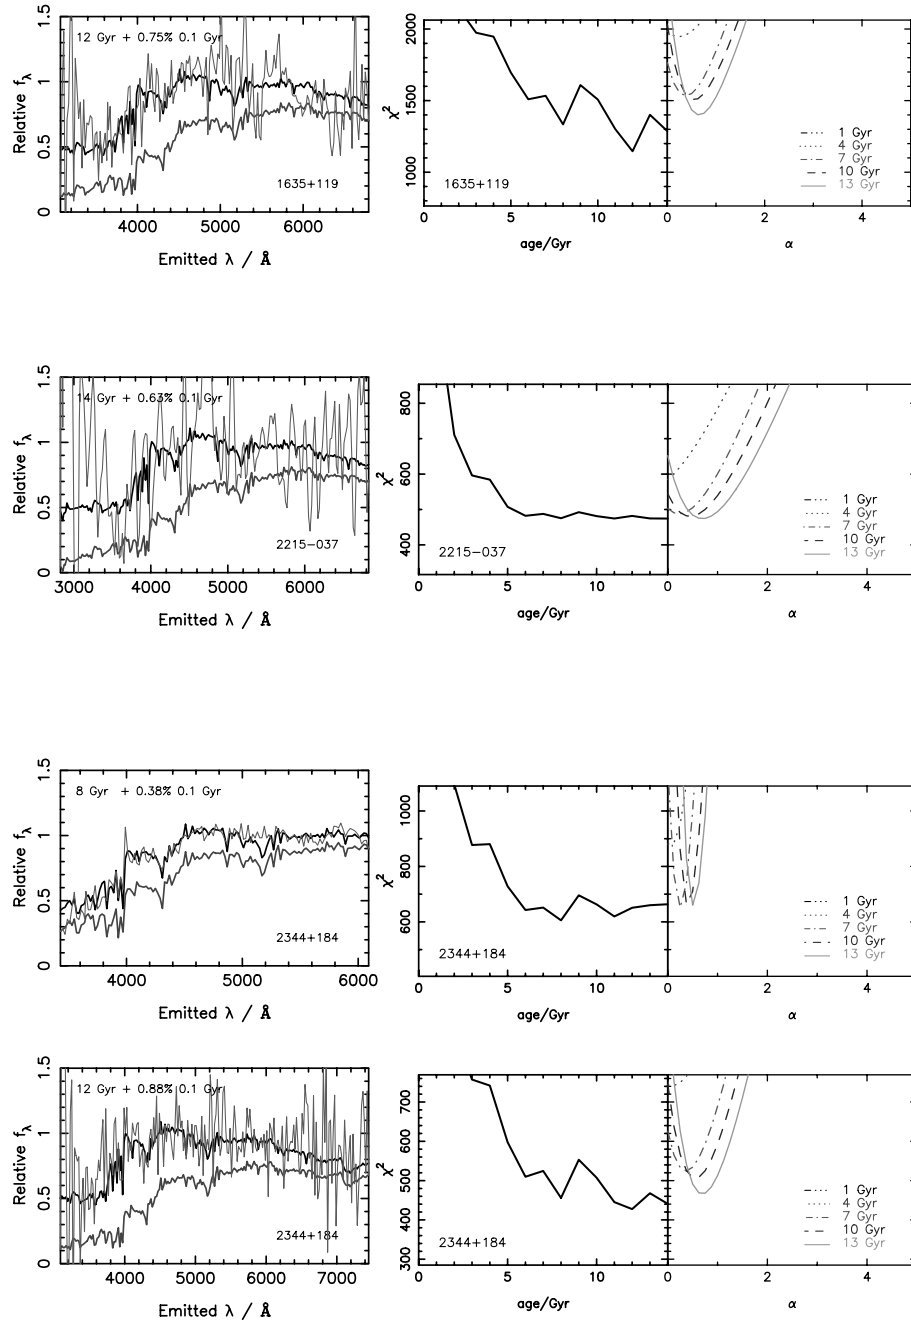 12 Gyr + 0.75% 0.1 Gyr
Relative fλ
0 0.5 1 1.5
1635+119
4000 5000 6000
Emitted λ / Å
χ²
1000 1500 2000
1635+119
0 5 10
age/Gyr
1 Gyr
4 Gyr
7 Gyr
10 Gyr
13 Gyr
0 2 4
α
14 Gyr + 0.63% 0.1 Gyr
Relative fλ
0 0.5 1 1.5
2215−037
3000 4000 5000 6000
Emitted λ / Å
χ²
400 600 800
2215−037
0 5 10
age/Gyr
1 Gyr
4 Gyr
7 Gyr
10 Gyr
13 Gyr
0 2 4
α
8 Gyr + 0.38% 0.1 Gyr
Relative fλ
0 0.5 1 1.5
2344+184
4000 5000 6000
Emitted λ / Å
χ²
600 800 1000
2344+184
0 5 10
age/Gyr
1 Gyr
4 Gyr
7 Gyr
10 Gyr
13 Gyr
0 2 4
α
12 Gyr + 0.88% 0.1 Gyr
Relative fλ
0 0.5 1 1.5
2344+184
4000 5000 6000 7000
Emitted λ / Å
χ²
300 400 500 600 700
2344+184
0 5 10
age/Gyr
1 Gyr
4 Gyr
7 Gyr
10 Gyr
13 Gyr
0 2 4
α